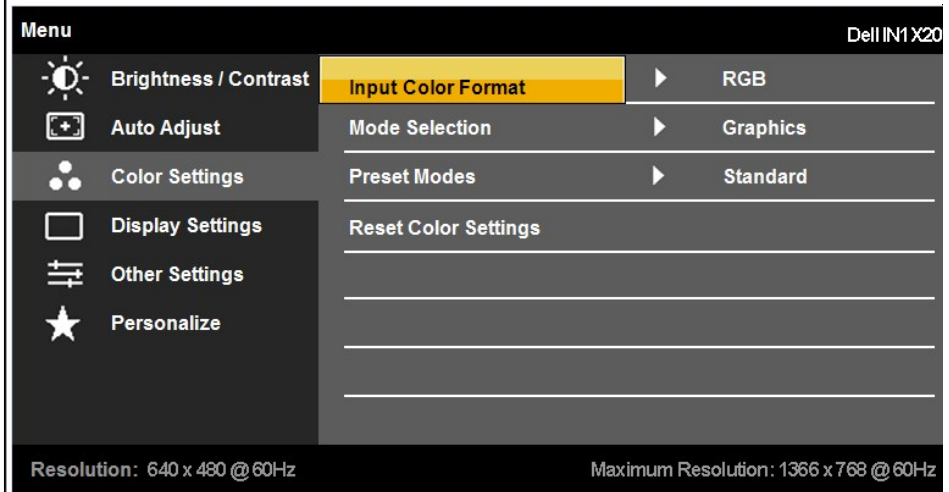 Menu
Dell IN1X20
Brightness / Contrast
Auto Adjust
Color Settings
Display Settings
Other Settings
Personalize
Input Color Format RGB
Mode Selection Graphics
Preset Modes Standard
Reset Color Settings
Resolution: 640 x 480 @ 60Hz
Maximum Resolution: 1366 x 768 @ 60Hz